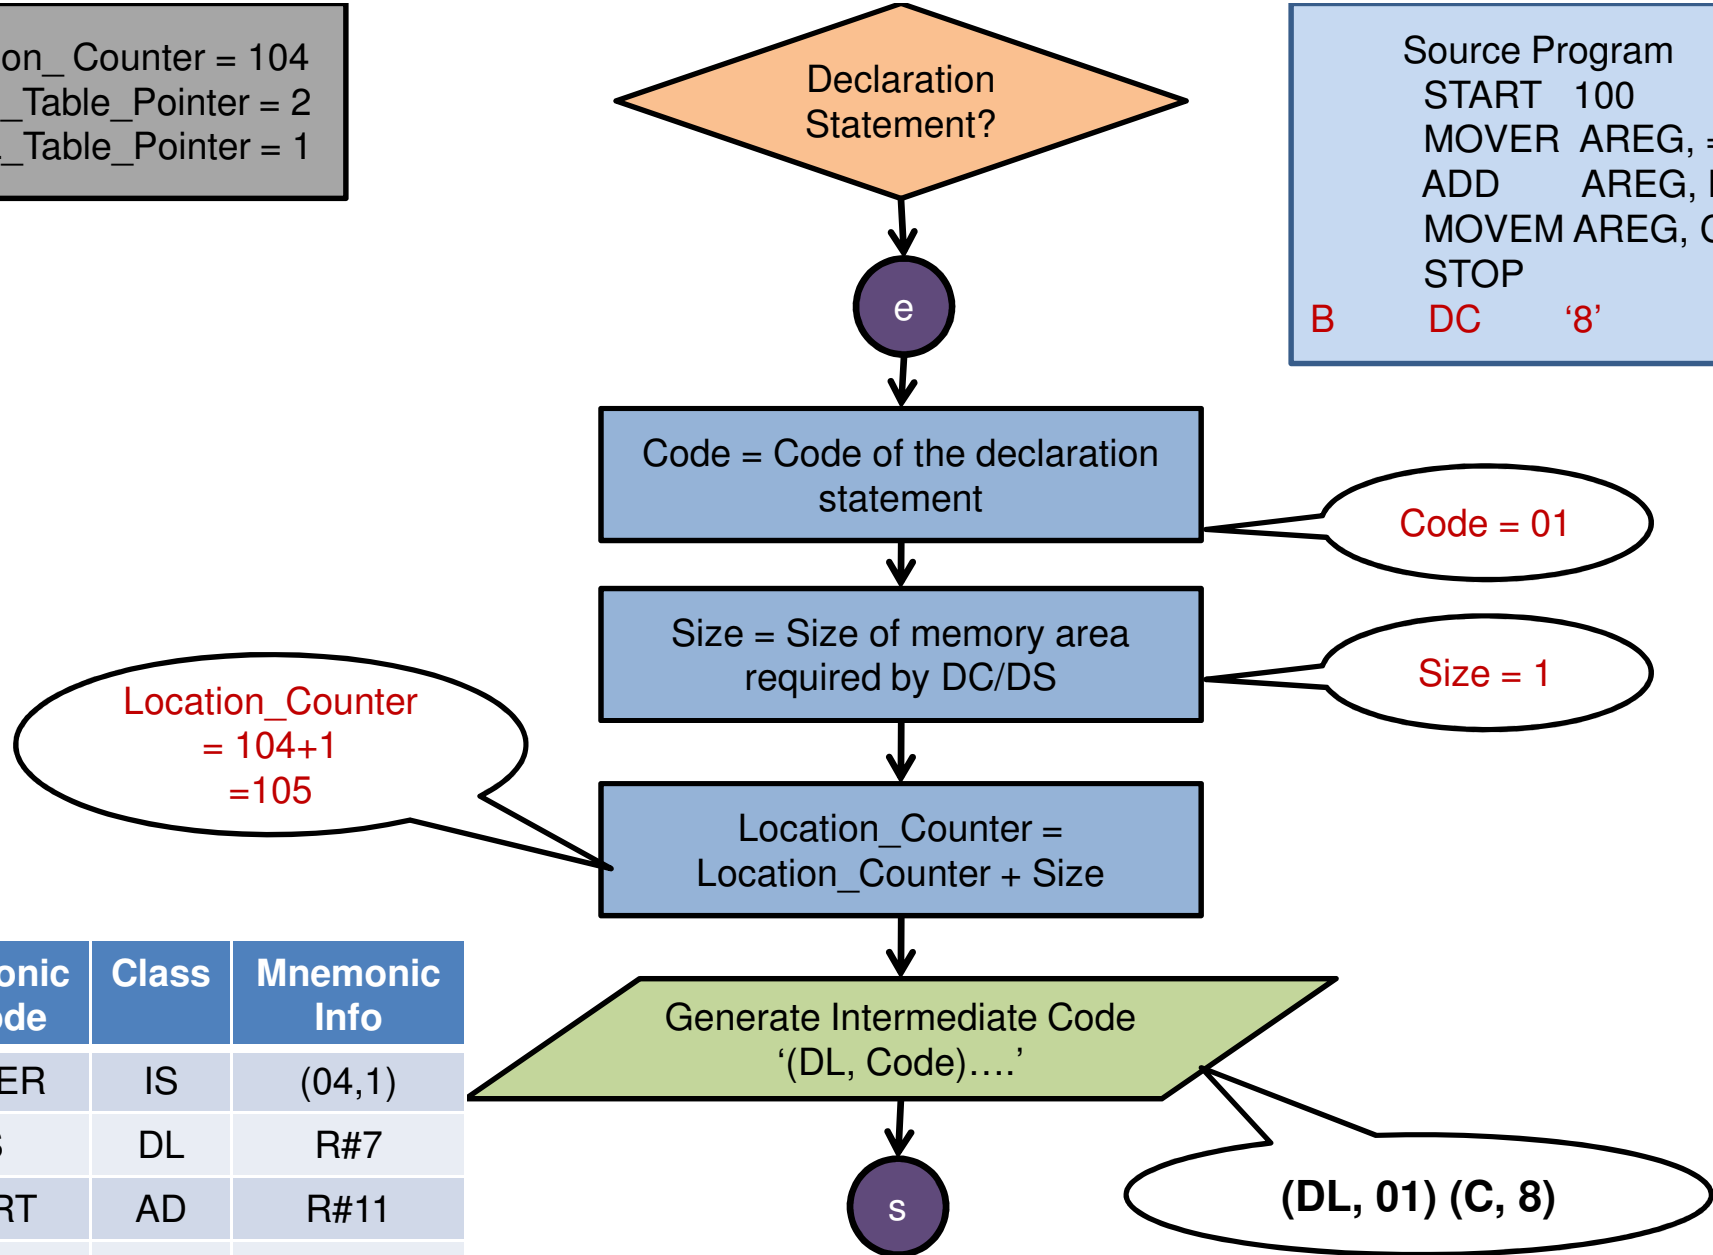 on_ Counter = 104
_Table_Pointer = 2
_Table_Pointer = 1
Declaration
Statement?
Source Program
START 100
MOVER AREG, =
ADD AREG,
MOVEM AREG,
STOP
B DC ‘8’
e
Code = Code of the declaration
statement
Code = 01
Size = Size of memory area
required by DC/DS
Size = 1
Location_Counter
= 104+1
=105
Location_Counter =
Location_Counter + Size
Generate Intermediate Code
‘(DL, Code)….’
(DL, 01) (C, 8)
s
onic Class Mnemonic
de Info
ER IS (04,1)
S DL R#7
RT AD R#11